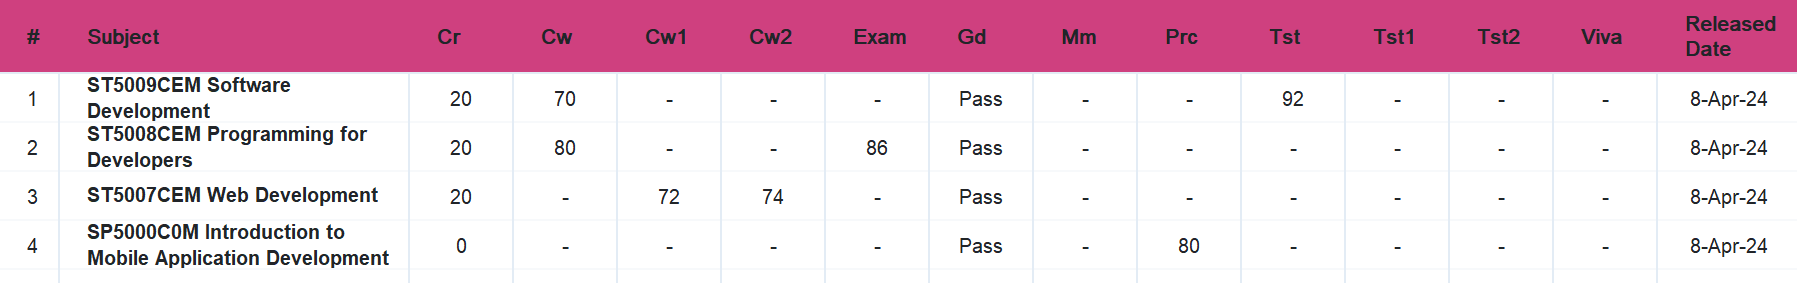 # Subject Cr Cw Cw1 Cw2 Exam Gd Mm Prc Tst Tst1 Tst2 Viva Released
Date
1 ST5009CEM Software
Development 20 70 - - - Pass - - 92 - - - 8-Apr-24
2 ST5008CEM Programming for
Developers 20 80 - - 86 Pass - - - - - - 8-Apr-24
3 ST5007CEM Web Development 20 - 72 74 - Pass - - - - - - 8-Apr-24
4 SP5000C0M Introduction to
Mobile Application Development 0 - - - - Pass - 80 - - - - 8-Apr-24